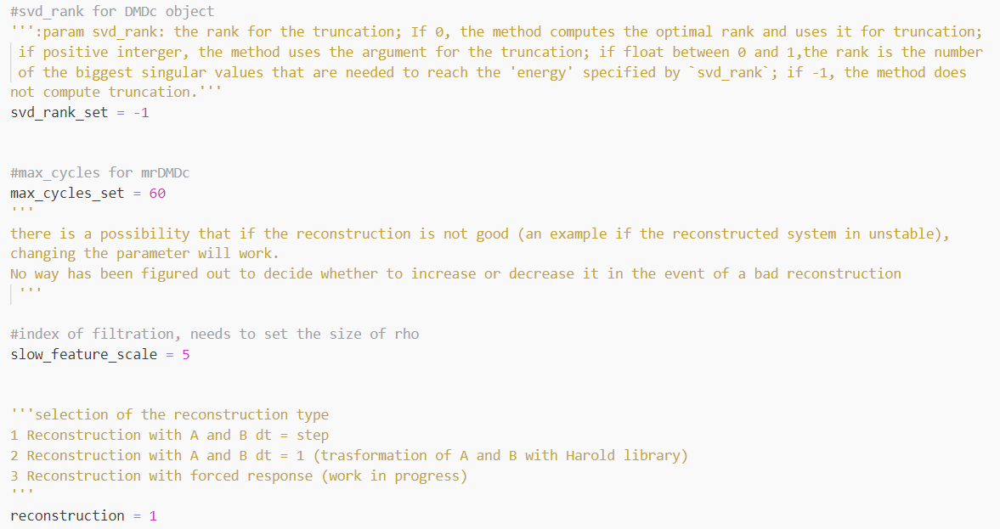 #svd_rank for DMDc object
''':param svd_rank: the rank for the truncation; If 0, the method computes the optimal rank and uses it for truncation;
if positive interger, the method uses the argument for the truncation; if float between 0 and 1,the rank is the number
of the biggest singular values that are needed to reach the 'energy' specified by `svd_rank`; if -1, the method does
not compute truncation.'''
svd_rank_set = -1
#max_cycles for mrDMDc
max_cycles_set = 60
'''
there is a possibility that if the reconstruction is not good (an example if the reconstructed system in unstable),
changing the parameter will work.
No way has been figured out to decide whether to increase or decrease it in the event of a bad reconstruction
'''
#index of filtration, needs to set the size of rho
slow_feature_scale = 5
'''selection of the reconstruction type
1 Reconstruction with A and B dt = step
2 Reconstruction with A and B dt = 1 (trasformation of A and B with Harold library)
3 Reconstruction with forced response (work in progress)
'''
reconstruction = 1